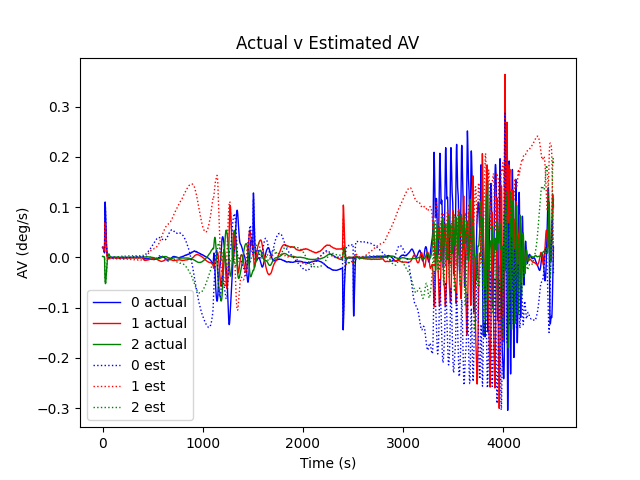 Actual v Estimated AV
AV (deg/s)
0.3
0.2
0.1
0.0
−0.1
−0.2
−0.3
0 actual
1 actual
2 actual
0 est
1 est
2 est
0 1000 2000 3000 4000
Time (s)